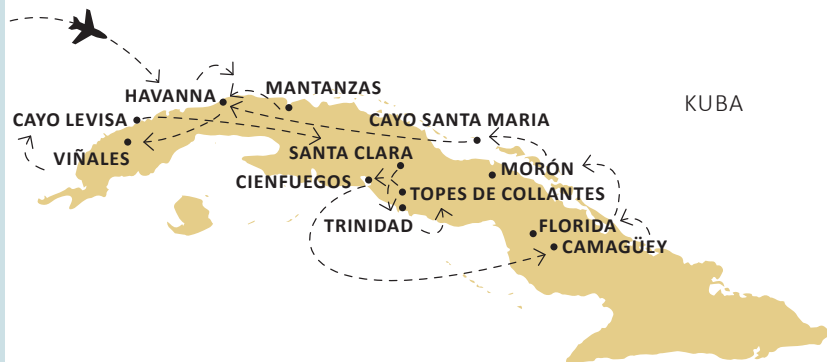 HAVANNA
MANTANZAS
KUBA
CAYO LEVISA
CAYO SANTA MARIA
VIÑALES
SANTA CLARA
MORÓN
CIENFUEGOS
TOPES DE COLLANTES
TRINIDAD
FLORIDA
CAMAGÜEY